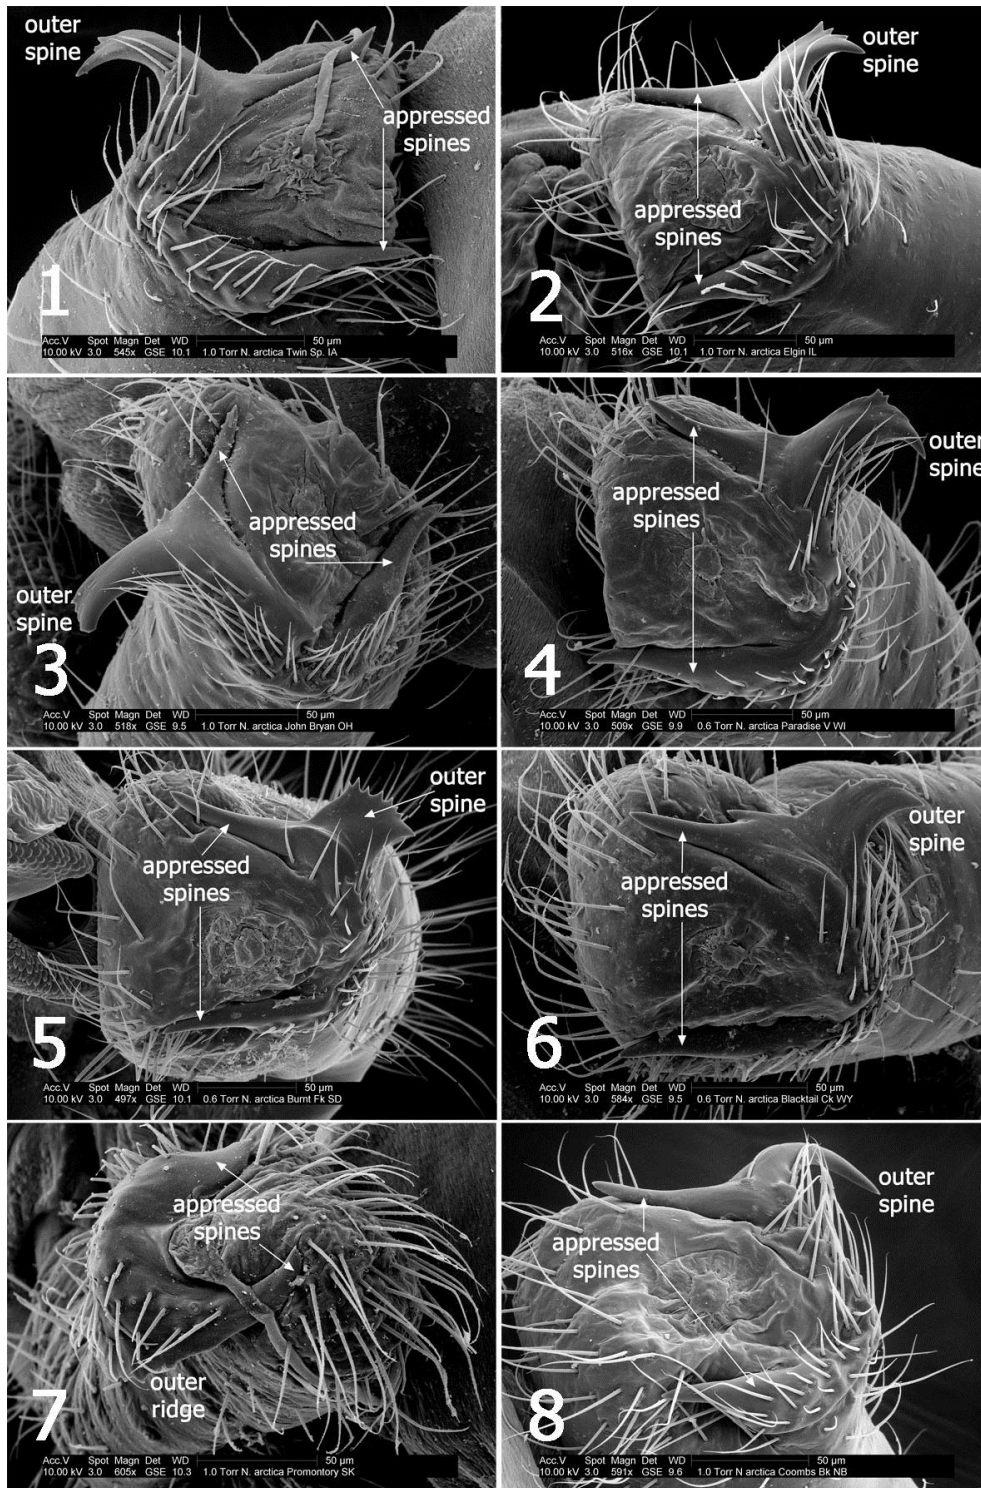 outer
spine
appressed
spines
1
Acc.V Spot Magn Det WD 50 µm
10.00 kV 3.0 545x GSE 10.1 1.0 Torr N. arctica Twin Sp. IA
outer
spine
appressed
spines
2
Acc.V Spot Magn Det WD 50 µm
10.00 kV 3.0 516x GSE 10.1 1.0 Torr N. arctica Elgin IL
appressed
spines
outer
spine
3
Acc.V Spot Magn Det WD 50 µm
10.00 kV 3.0 518x GSE 9.5 1.0 Torr N. arctica John Bryan OH
outer
spine
appressed
spines
4
Acc.V Spot Magn Det WD 50 µm
10.00 kV 3.0 509x GSE 9.9 0.6 Torr N. arctica Paradise V WI
outer
spine
appressed
spines
5
Acc.V Spot Magn Det WD 50 µm
10.00 kV 3.0 497x GSE 10.1 0.6 Torr N. arctica Burnt Fk SD
outer
spine
appressed
spines
6
Acc.V Spot Magn Det WD 50 µm
10.00 kV 3.0 584x GSE 9.5 0.6 Torr N. arctica Blacktail Ck WY
appressed
spines
outer
ridge
7
Acc.V Spot Magn Det WD 50 µm
10.00 kV 3.0 605x GSE 10.3 1.0 Torr N. arctica Promontory SK
outer
spine
appressed
spines
8
Acc.V Spot Magn Det WD 50 µm
10.00 kV 3.0 591x GSE 9.6 1.0 Torr N arctica Coombs Bk NB